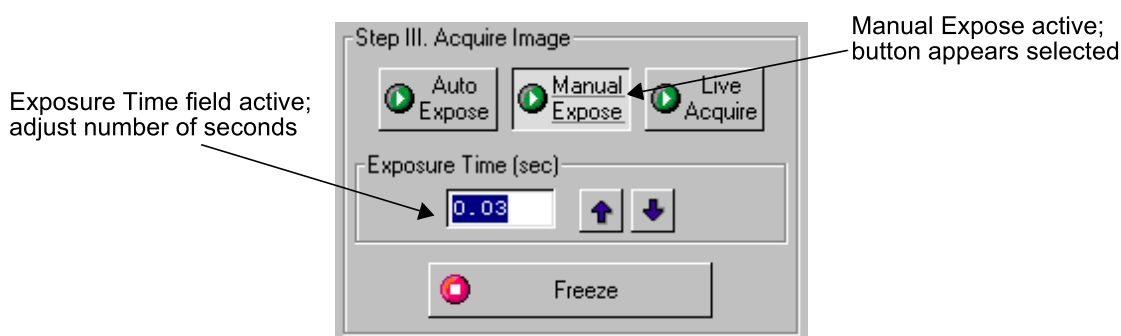 Manual Expose active;
button appears selected
Step III. Acquire Image
Auto
Expose
Manual
Expose
Live
Acquire
Exposure Time field active;
adjust number of seconds
Exposure Time (sec)
0.03
Freeze